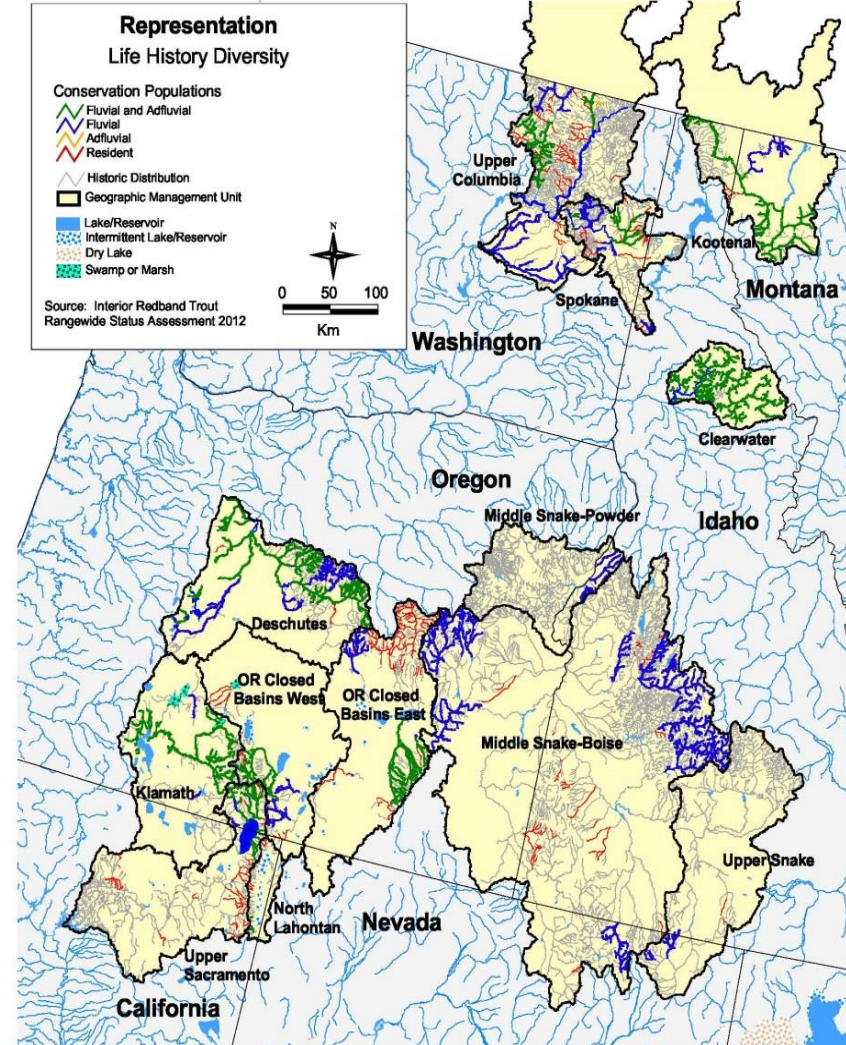 Representation
Life History Diversity
Conservation Populations
Fluvial and Adfluvial
Fluvial
Adfluvial
Resident
Historic Distribution
Geographic Management Unit
Lake/Reservoir
Intermittent Lake/Reservoir
Dry Lake
Swamp or Marsh
N
0 50 100
Km
Source: Interior Redband Trout
Rangewide Status Assessment 2012
Upper
Columbia
Kootenai
Montana
Spokane
Washington
Clearwater
Oregon
Middle Snake-Powder
Idaho
Deschutes
OR Closed
Basins West
OR Closed
Basins East
Middle Snake-Boise
Klamath
Upper Snake
North
Lahontan
Nevada
Upper
Sacramento
California